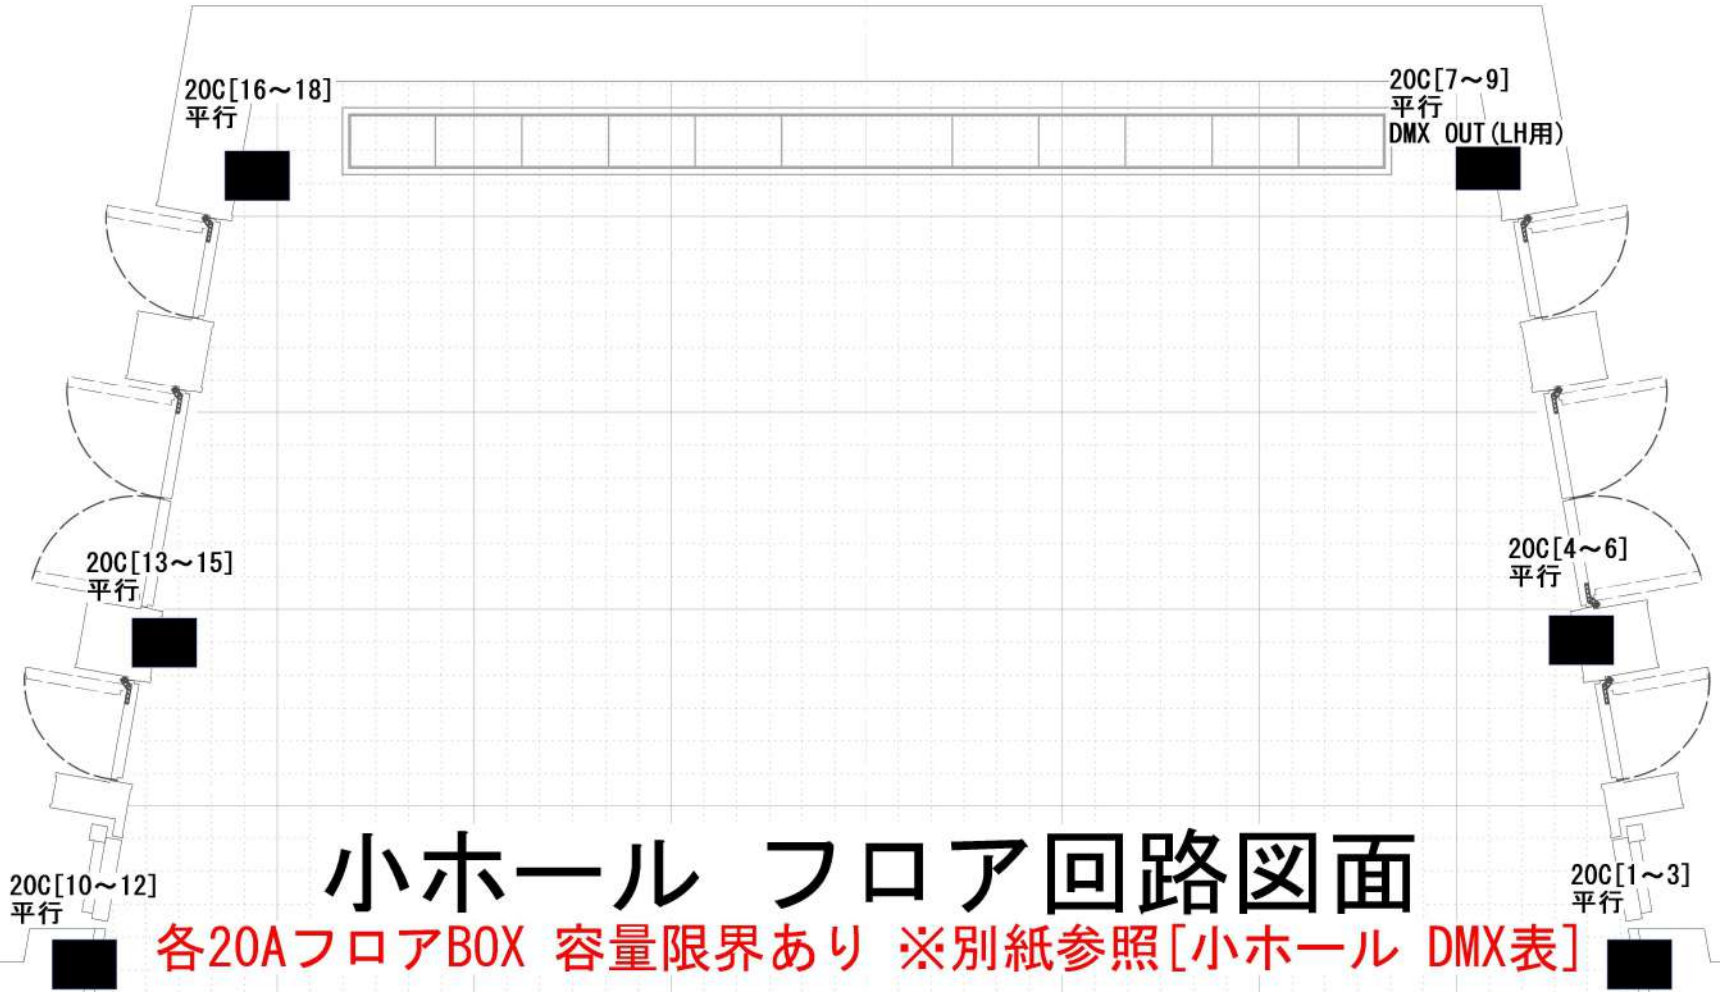 20C[16～18]
平行
20C[7～9]
平行
DMX OUT(LH用)
20C[13～15]
平行
20C[4～6]
平行
20C[10～12]
平行
20C[1～3]
平行
小ホール フロア回路図面
各20AフロアBOX 容量限界あり ※別紙参照[小ホール DMX表]